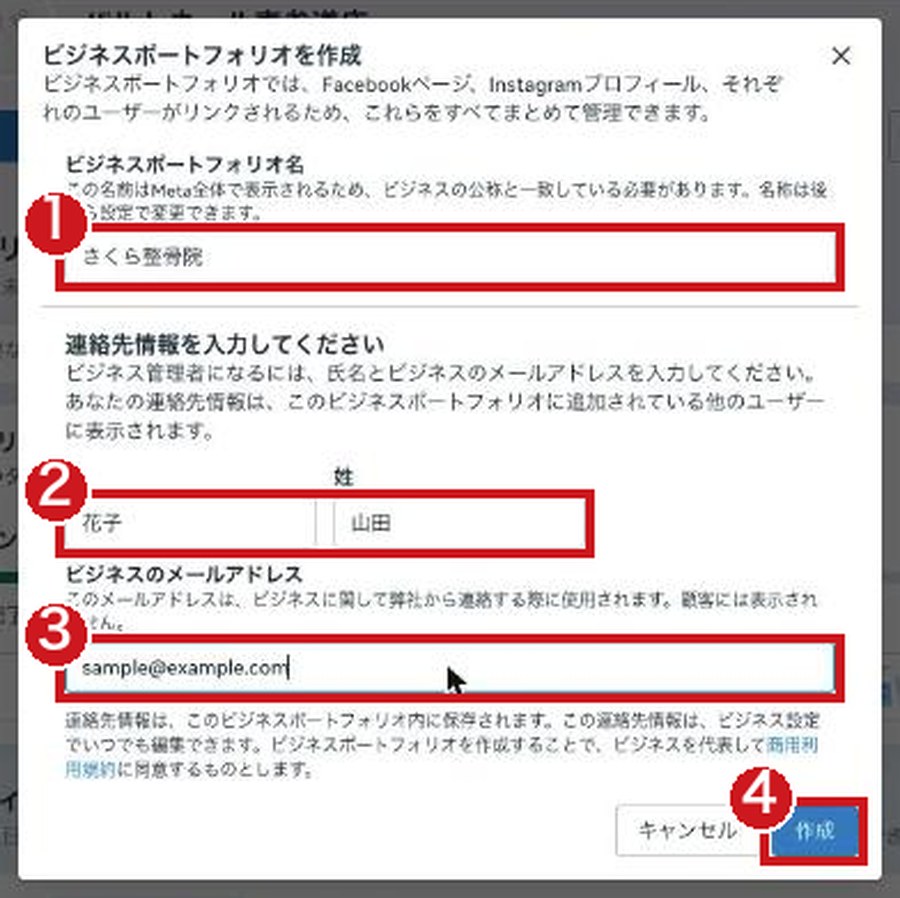 ビジネスポートフォリオを作成
ビジネスポートフォリオでは、Facebookページ、Instagramプロフィール、それぞ
れのユーザーがリンクされるため、これらをすべてまとめて管理できます。
ビジネスポートフォリオ名
この名前はMeta全体で表示されるため、ビジネスの公称と一致している必要があります。名称は後
ら設定で変更できます。
1
さくら整骨院
連絡先情報を入力してください
ビジネス管理者になるには、氏名とビジネスのメールアドレスを入力してください。
あなたの連絡先情報は、このビジネスポートフォリオに追加されている他のユーザー
に表示されます。
姓
2
花子 山田
ビジネスのメールアドレス
このメールアドレスは、ビジネスに関して弊社から連絡する際に使用されます。顧客には表示され
せん。
3
sample@example.com
連絡先情報は、このビジネスポートフォリオ内に保存されます。この連絡先情報は、ビジネス設定
でいつでも編集できます。ビジネスポートフォリオを作成することで、ビジネスを代表して商用利
用規約に同意するものとします。
4
キャンセル 作成